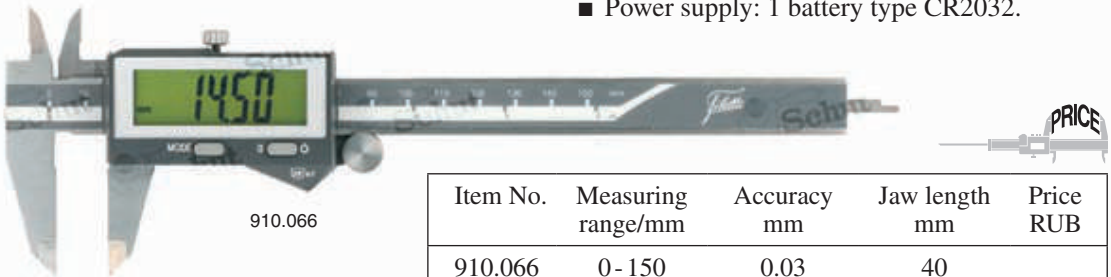 ■ Power supply: 1 battery type CR2032.
14.50
mm
MODE
PRICE
910.066
Item No. Measuring range/mm Accuracy mm Jaw length mm Price RUB
910.066 0-150 0.03 40